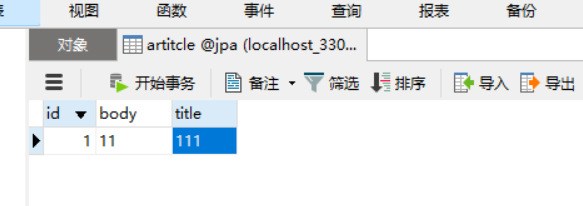 表 视图 函数 事件 查询 报表 备份
对象 artitcle @jpa (localhost_330...
开始事务 备注 筛选 排序 导入 导出
id body title
1 11 111